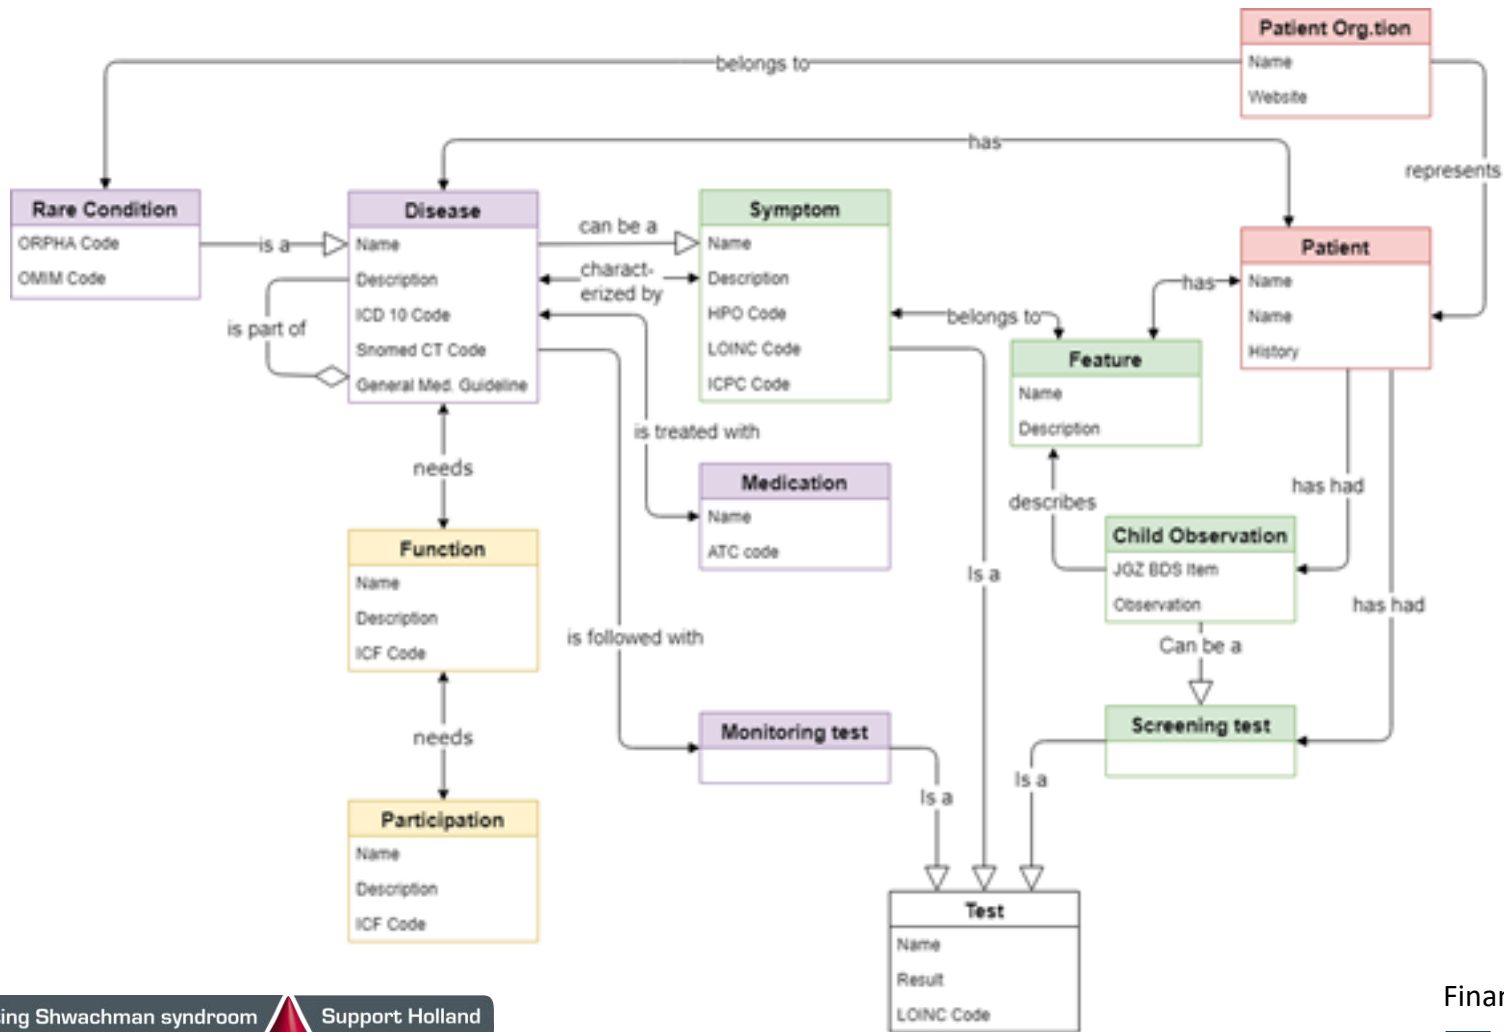 Patient Org.tion
Name
Website
belongs to
has
represents
Rare Condition
ORPHA Code
OMIM Code
is a
Disease
Name
Description
ICD 10 Code
Snomed CT Code
General Med. Guideline
is part of
can be a
charact-
erized by
Symptom
Name
Description
HPO Code
LOINC Code
ICPC Code
belongs to
has
Patient
Name
Name
History
Feature
Name
Description
is treated with
needs
Medication
Name
ATC code
describes
has had
Child Observation
JGZ BDS Item
Observation
has had
Can be a
Is a
Function
Name
Description
ICF Code
is followed with
needs
Monitoring test
Screening test
Is a
Is a
Participation
Name
Description
ICF Code
Test
Name
Result
LOINC Code
ing Shwachman syndroom
Support Holland
Finan